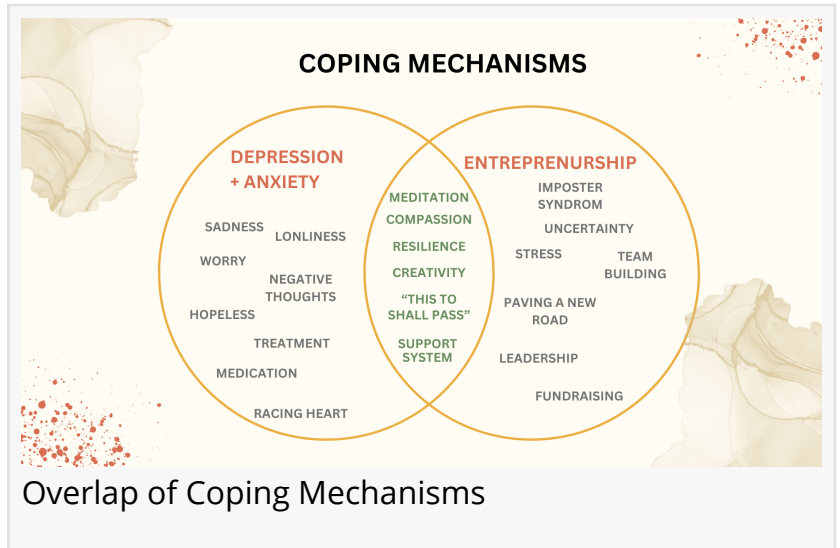 COPING MECHANISMS
DEPRESSION
+ ANXIETY
SADNESS
LONLINESS
WORRY
NEGATIVE
THOUGHTS
HOPELESS
TREATMENT
MEDICATION
RACING HEART
MEDITATION
COMPASSION
RESILIENCE
CREATIVITY
“THIS TO
SHALL PASS”
SUPPORT
SYSTEM
ENTREPRENURSHIP
IMPOSTER
SYNDROM
UNCERTAINTY
STRESS
TEAM
BUILDING
PAVING A NEW
ROAD
LEADERSHIP
FUNDRAISING
Overlap of Coping Mechanisms